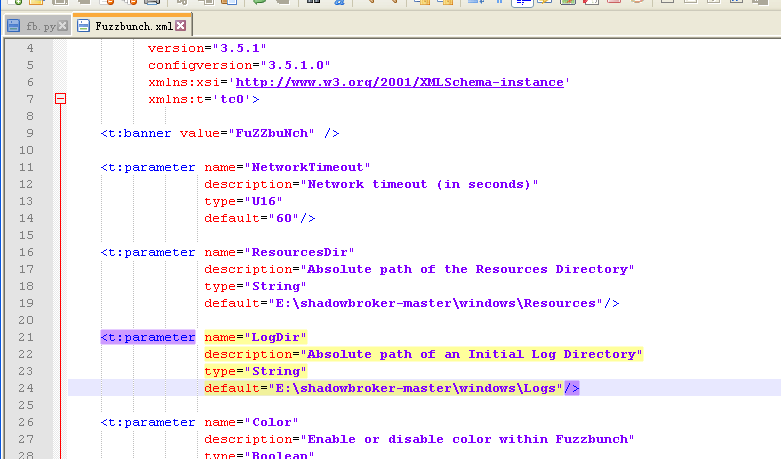 fb.py Fuzzbunch.xml
4 version="3.5.1"
5 configversion="3.5.1.0"
6 xmlns:xsi='http://www.w3.org/2001/XMLSchema-instance'
7 xmlns:t='tc0'>
8
9 <t:banner value="FuZZbuNch" />
10
11 <t:parameter name="NetworkTimeout"
12 description="Network timeout (in seconds)"
13 type="U16"
14 default="60"/>
15
16 <t:parameter name="ResourcesDir"
17 description="Absolute path of the Resources Directory"
18 type="String"
19 default="E:\shadowbroker-master\windows\Resources"/>
20
21 <t:parameter name="LogDir"
22 description="Absolute path of an Initial Log Directory"
23 type="String"
24 default="E:\shadowbroker-master\windows\Logs"/>
25
26 <t:parameter name="Color"
27 description="Enable or disable color within Fuzzbunch"
28 type="Boolean"